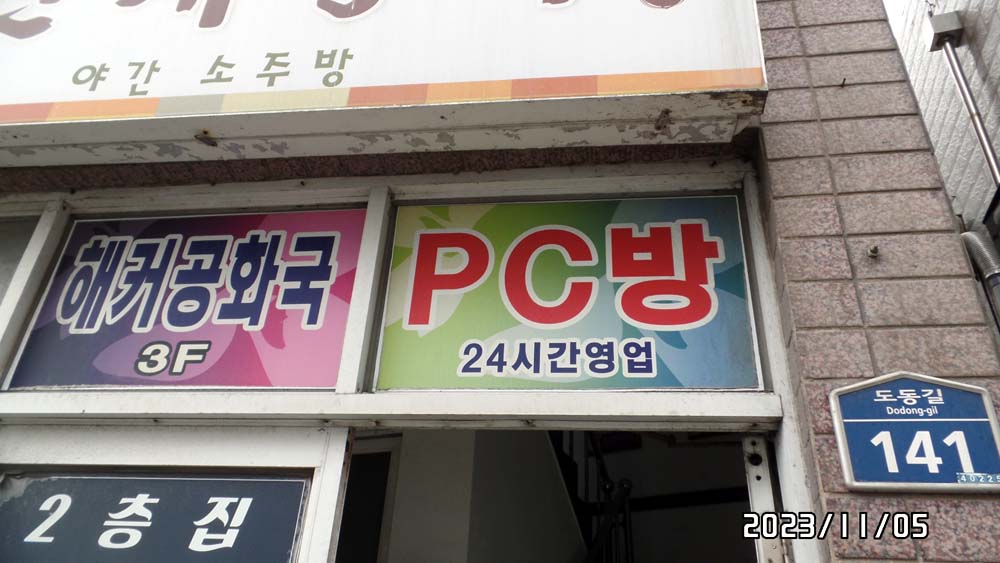 야간 소주방
해커공화국
3F
PC방
24시간영업
도동길
Dodong-gil
141
40225
2층집
2023/11/05